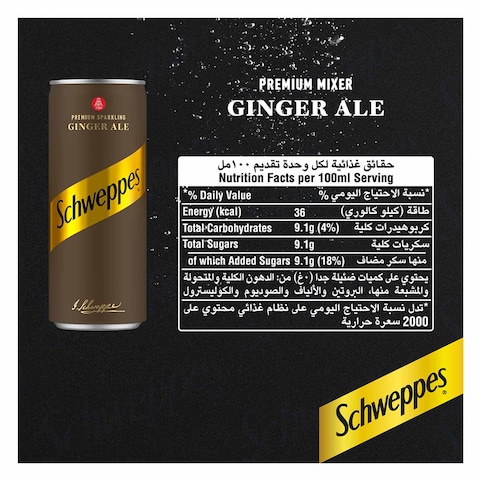 PREMIUM MIXER
GINGER ALE
PREMIUM SPARKLING
GINGER ALE
Schweppes
J. Schweppe
حقائق غذائية لكل وحدة تقديم ١٠٠مل
Nutrition Facts per 100ml Serving
*% Daily Value نسبة الاحتياج اليومي %*
Energy (kcal) 36 طاقة (كيلو كالوري)
Total Carbohydrates 9.1g (4%) كربوهيدرات كلية
Total Sugars 9.1g سكريات كلية
of which Added Sugars 9.1g (18%) منها سكر مضاف
يحتوي على كميات ضئيلة جدا (٠غ) من: الدهون الكلية والمتحولة
والمشبعة منها، البروتين والألياف والصوديوم والكوليسترول
*تدل نسبة الاحتياج اليومي على نظام غذائي محتوي على
2000 سعرة حرارية
Schweppes®